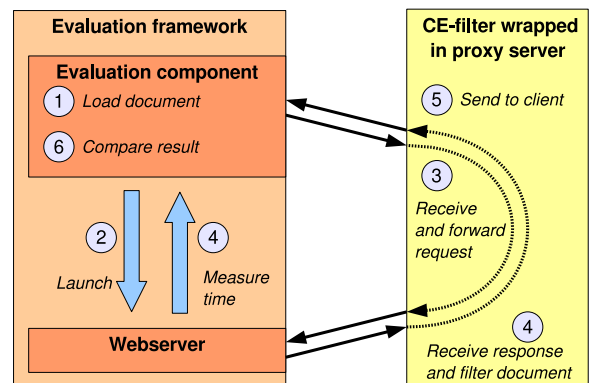 Evaluation framework
Evaluation component
1 Load document
6 Compare result
2
4
Launch
Measure
time
Webserver
CE-filter wrapped
in proxy server
5 Send to client
3
Receive
and forward
request
4
Receive response
and filter document